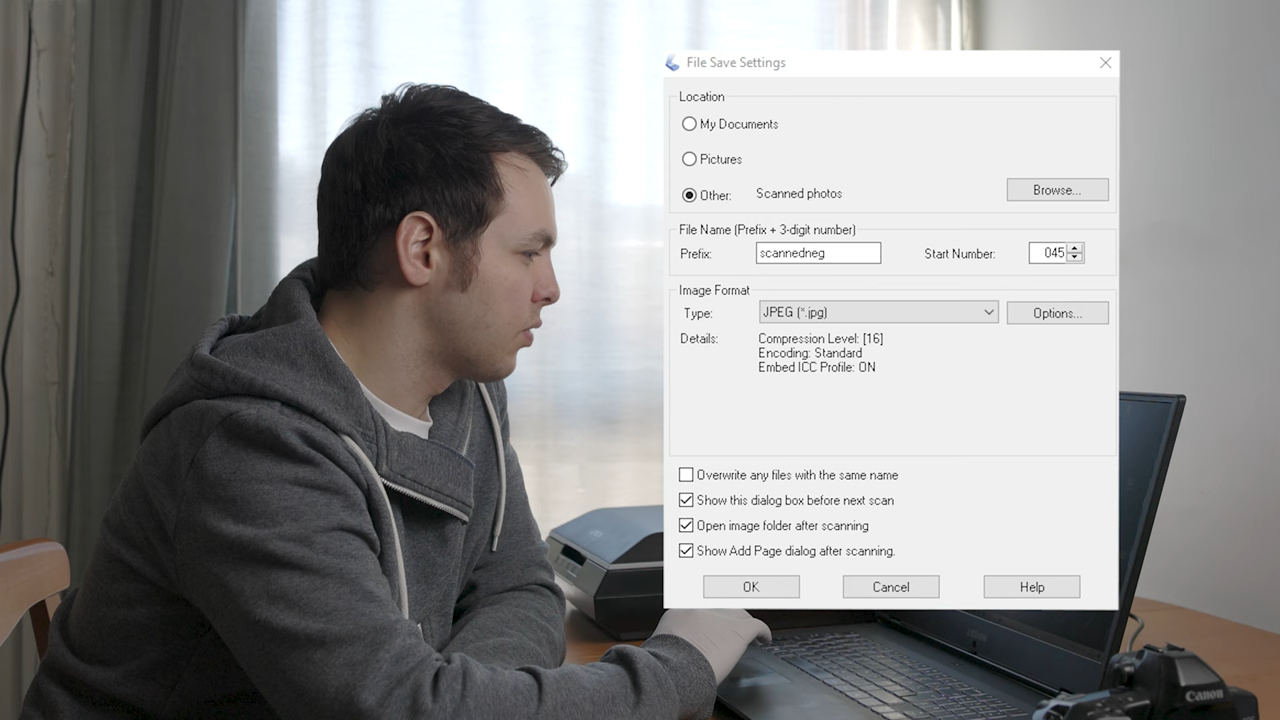 File Save Settings
Location
My Documents
Pictures
Other: Scanned photos Browse...
File Name (Prefix + 3-digit number)
Prefix: scannedneg Start Number: 045
Image Format
Type: JPEG (*.jpg) Options...
Details: Compression Level: [16]
Encoding: Standard
Embed ICC Profile: ON
Overwrite any files with the same name
Show this dialog box before next scan
Open image folder after scanning
Show Add Page dialog after scanning.
OK Cancel Help
Canon